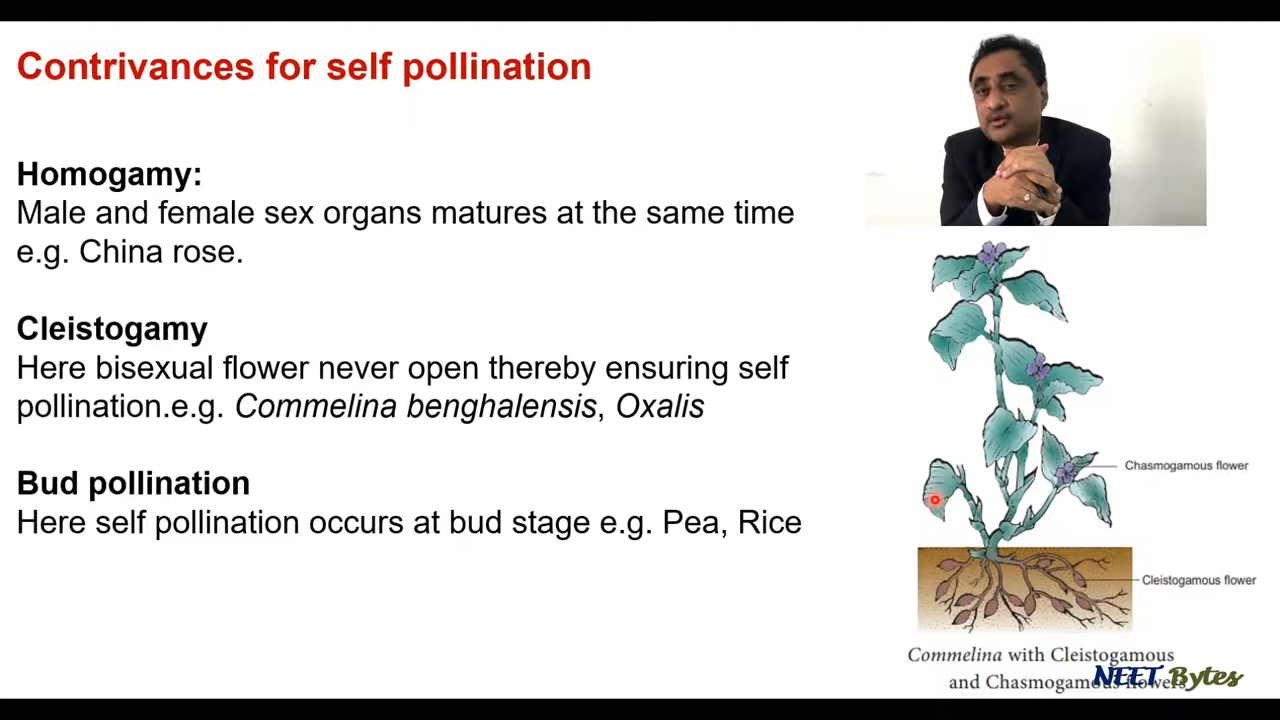 Contrivances for self pollination
Homogamy:
Male and female sex organs matures at the same time
e.g. China rose.
Cleistogamy
Here bisexual flower never open thereby ensuring self
pollination.e.g. Commelina benghalensis, Oxalis
Bud pollination
Here self pollination occurs at bud stage e.g. Pea, Rice
Chasmogamous flower
Cleistogamous flower
Commelina with Cleistogamous
and Chasmogamous flowers
NEET Bytes